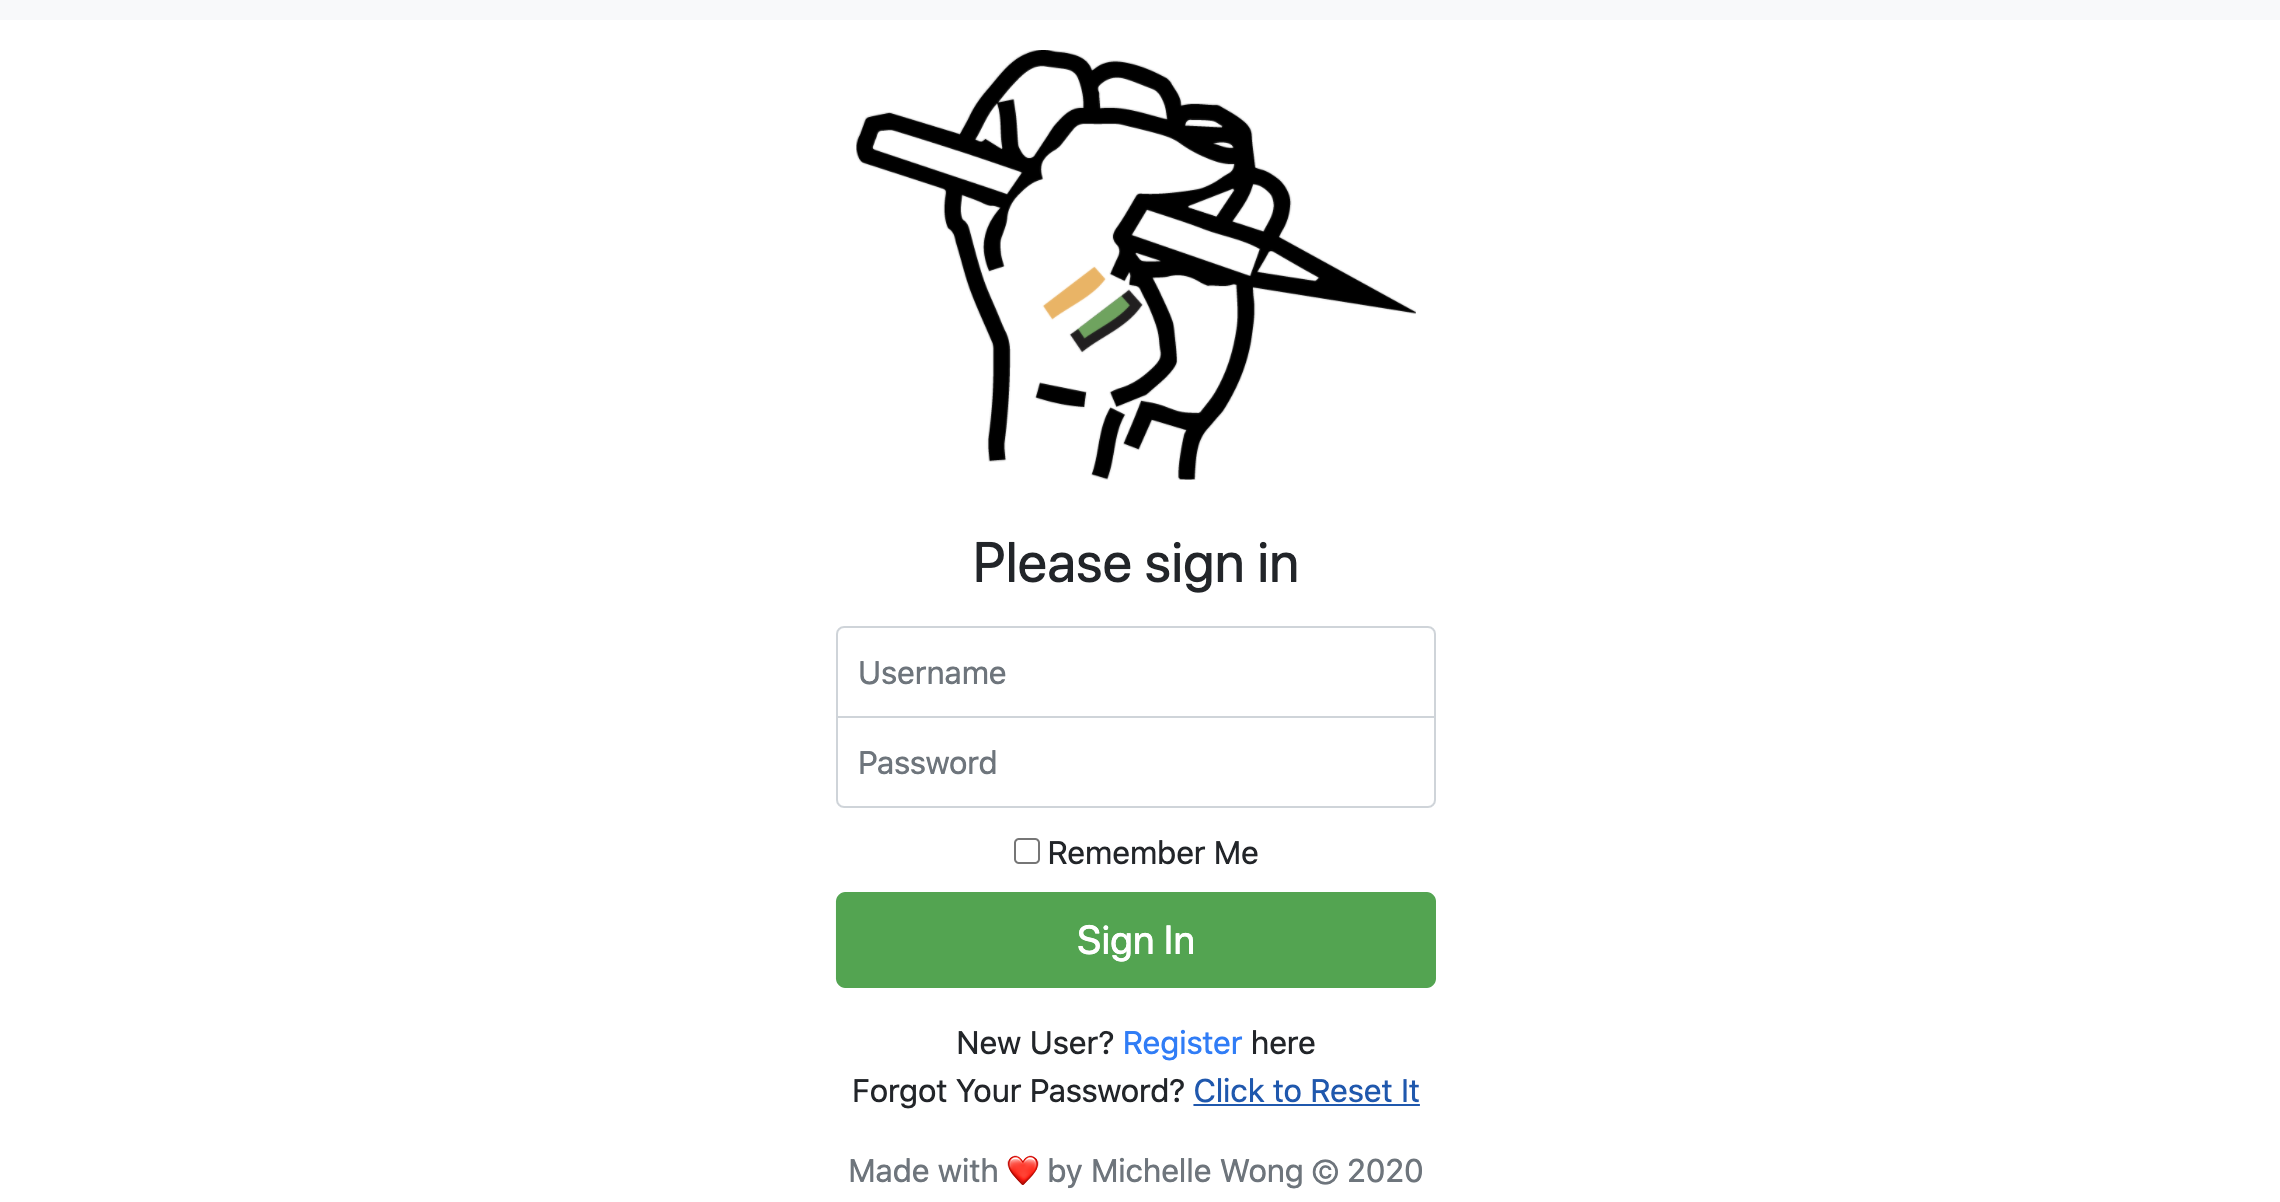 Please sign in
Username
Password
Remember Me
Sign In
New User? Register here
Forgot Your Password? Click to Reset It
Made with ❤️ by Michelle Wong © 2020